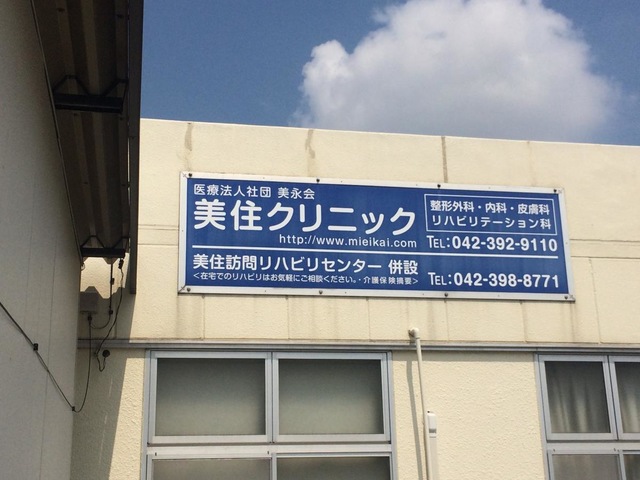 医療法人社団 美永会
美住クリニック
http://www.mieikai.com
整形外科・内科・皮膚科
リハビリテーション科
TEL:042-392-9110
美住訪問リハビリセンター 併設
<在宅でのリハビリはお気軽にご相談ください。・介護保険摘要>
TEL:042-398-8771